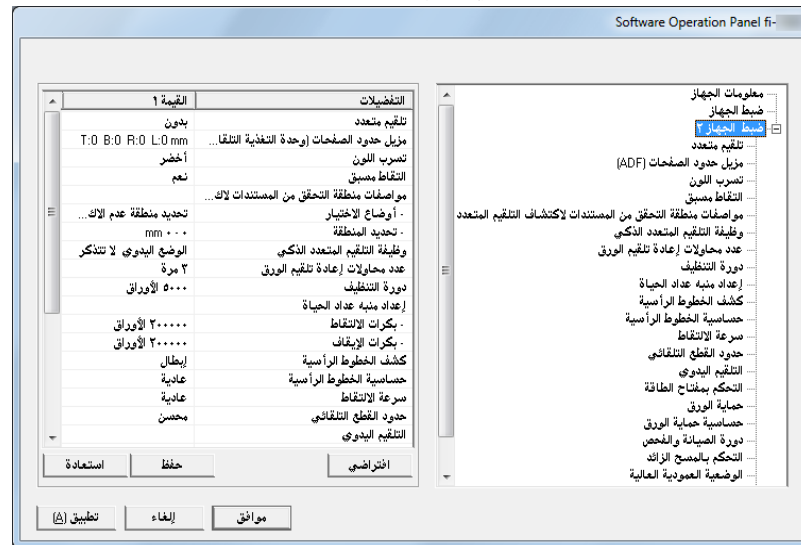 Software Operation Panel fi-
معلومات الجهاز
ضبط الجهاز
ضبط الجهاز ٢
تلقيم متعدد
مزيل حدود الصفحات (ADF)
تسرب اللون
التقاط مسبق
مواصفات منطقة التحقق من المستندات لاكتشاف التلقيم المتعدد
وظيفة التلقيم المتعدد الذكي
عدد محاولات إعادة تلقيم الورق
دورة التنظيف
إعداد منبه عداد الحياة
كشف الخطوط الرأسية
حساسية الخطوط الرأسية
سرعة الالتقاط
حدود القطع التلقائي
التلقيم اليدوي
التحكم بمفتاح الطاقة
حماية الورق
حساسية حماية الورق
دورة الصيانة والفحص
التحكم بالمسح الزائد
الوضعية العمودية العالية
التفضيلات القيمة ١
تلقيم متعدد بدون
مزيل حدود الصفحات (وحدة التغذية التلقا... T:0 B:0 R:0 L:0 mm
تسرب اللون أخضر
التقاط مسبق نعم
مواصفات منطقة التحقق من المستندات لاك...
- أوضاع الاختيار تحديد منطقة عدم الاك...
- تحديد المنطقة ٠ ٠ ٠ mm
وظيفة التلقيم المتعدد الذكي الوضع اليدوي لا تتذكر
عدد محاولات إعادة تلقيم الورق ٣ مرة
دورة التنظيف ٥٠٠٠ الأوراق
إعداد منبه عداد الحياة
- بكرات الالتقاط ٢٠٠٠٠٠ الأوراق
- بكرات الإيقاف ٢٠٠٠٠٠ الأوراق
كشف الخطوط الرأسية إبطال
حساسية الخطوط الرأسية عادية
سرعة الالتقاط عادية
حدود القطع التلقائي محسن
التلقيم اليدوي
افتراضي حفظ استعادة
موافق إلغاء تطبيق (A)